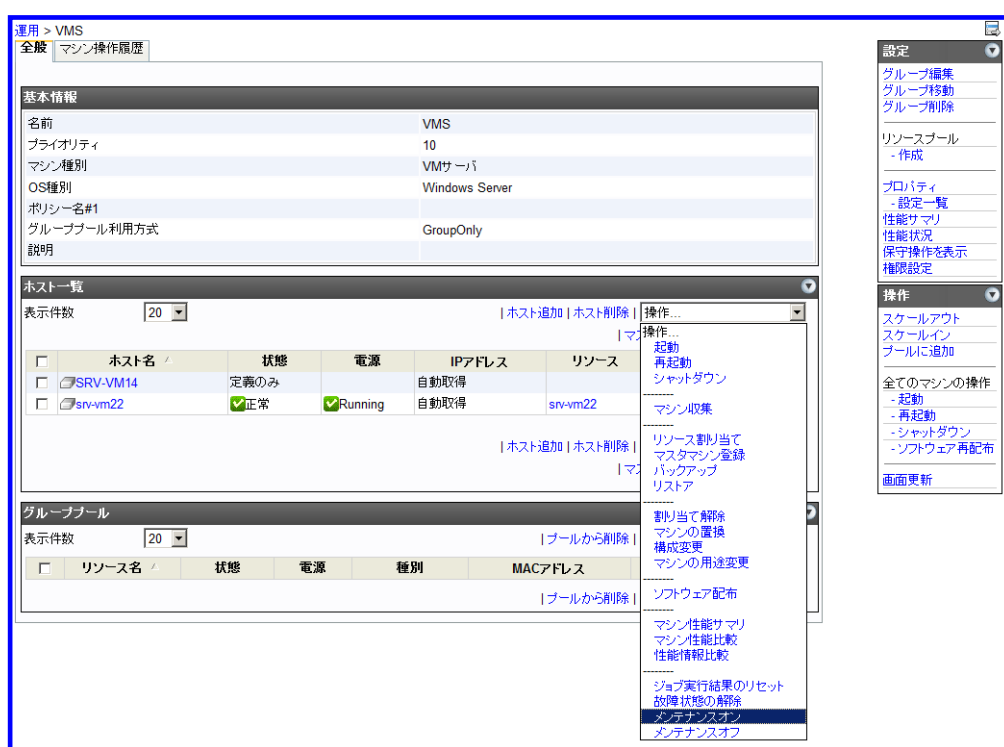 運用 > VMS
全般 マシン操作履歴
基本情報
名前 VMS
プライオリティ 10
マシン種別 VMサーバ
OS種別 Windows Server
ポリシー名#1
グループプール利用方式 GroupOnly
説明
ホスト一覧
表示件数 20 | ホスト追加 | ホスト削除 | 操作...
| マ
ホスト名 状態 電源 IPアドレス リソース
SRV-VM14 定義のみ 自動取得
srv-vm22 正常 Running 自動取得 srv-vm22
| ホスト追加 | ホスト削除 |
| マ
グループプール
表示件数 20 | プールから削除 |
リソース名 状態 電源 種別 MACアドレス
| プールから削除 |
操作...
起動
再起動
シャットダウン
--------
マシン収集
--------
リソース割り当て
マスタマシン登録
バックアップ
リストア
--------
割り当て解除
マシンの置換
構成変更
マシンの用途変更
--------
ソフトウェア配布
--------
マシン性能サマリ
マシン性能比較
性能情報比較
--------
ジョブ実行結果のリセット
故障状態の解除
メンテナンスオン
メンテナンスオフ
設定
グループ編集
グループ移動
グループ削除
リソースプール
- 作成
プロパティ
- 設定一覧
性能サマリ
性能状況
保守操作を表示
権限設定
操作
スケールアウト
スケールイン
プールに追加
全てのマシンの操作
- 起動
- 再起動
- シャットダウン
- ソフトウェア再配布
画面更新